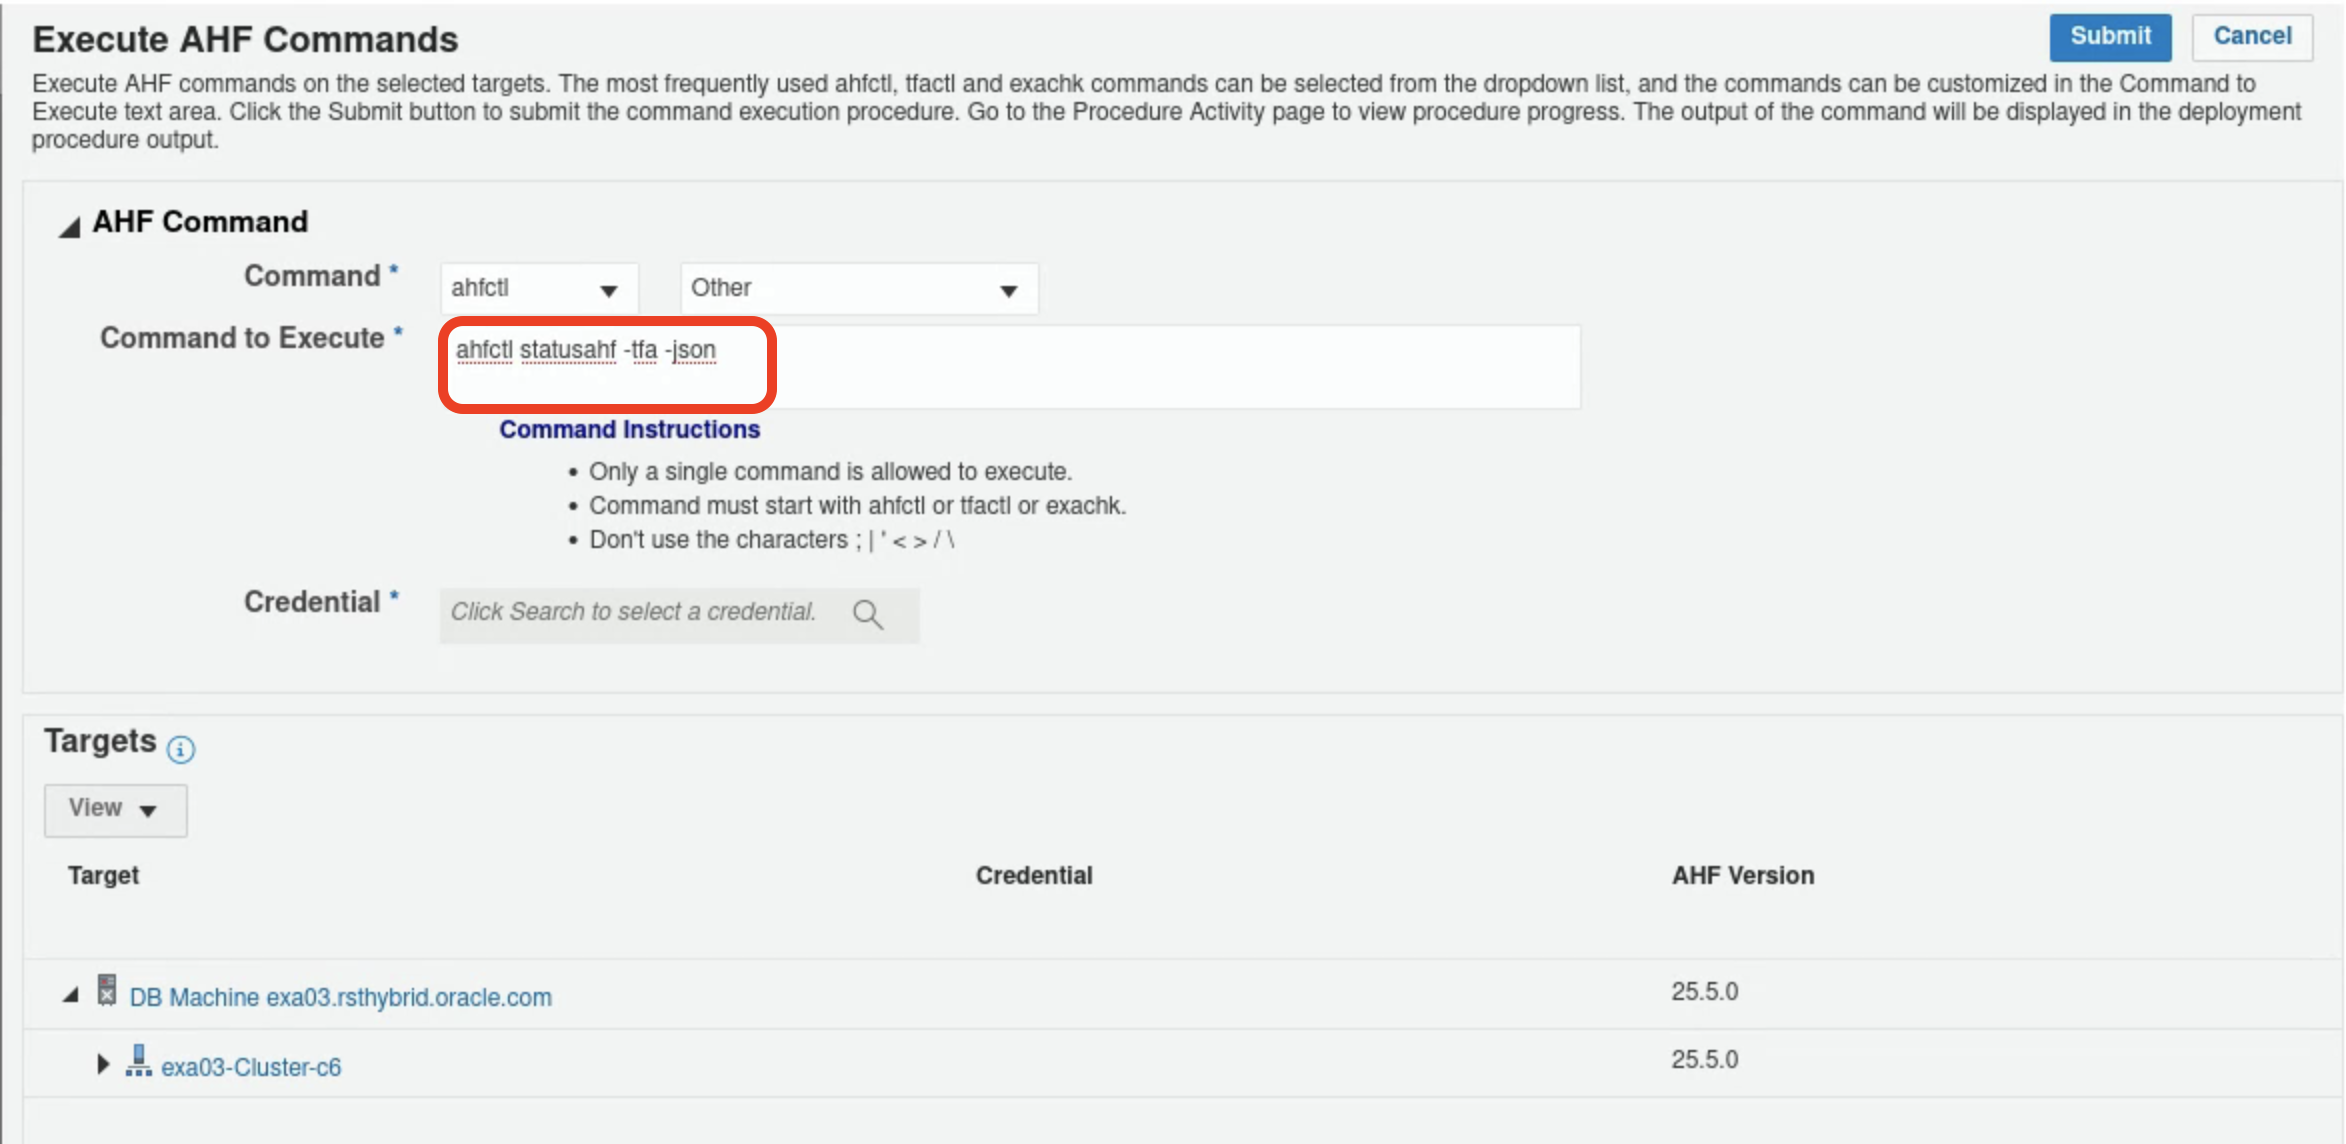 Execute AHF Commands
Submit
Cancel
Execute AHF commands on the selected targets. The most frequently used ahfctl, tfactl and exachk commands can be selected from the dropdown list, and the commands can be customized in the Command to
Execute text area. Click the Submit button to submit the command execution procedure. Go to the Procedure Activity page to view procedure progress. The output of the command will be displayed in the deployment
procedure output.
AHF Command
Command *
ahfctl
Other
Command to Execute *
ahfctl statusahf -tfa -json
Command Instructions
• Only a single command is allowed to execute.
• Command must start with ahfctl or tfactl or exachk.
• Don't use the characters ; | ' < > / \
Credential *
Click Search to select a credential.
Targets
View
Target
Credential
AHF Version
DB Machine exa03.rsthybrid.oracle.com
25.5.0
exa03-Cluster-c6
25.5.0